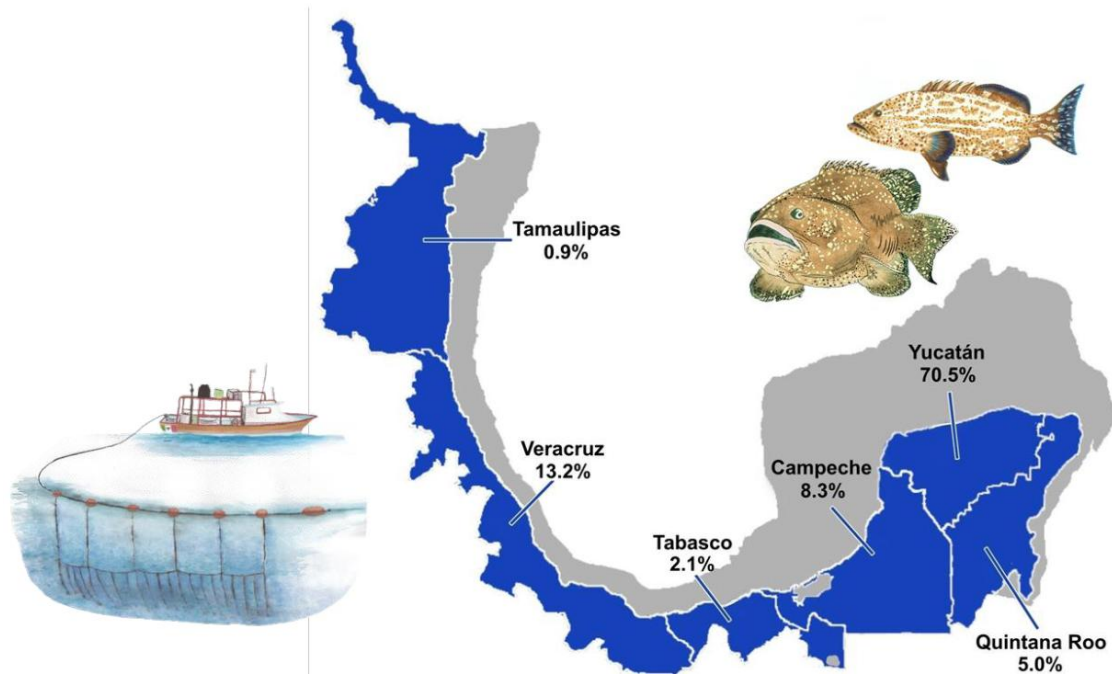 Tamaulipas
0.9%
Yucatán
70.5%
Veracruz
13.2%
Campeche
8.3%
Tabasco
2.1%
Quintana Roo
5.0%